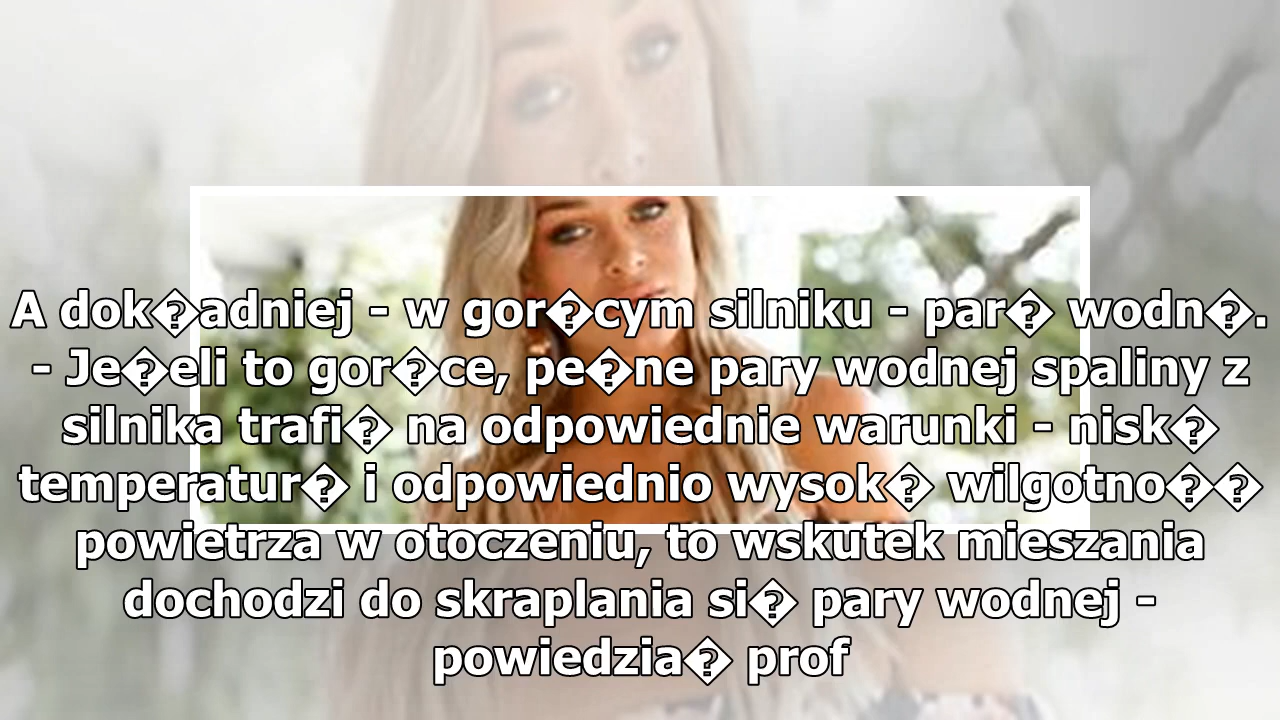 A dok�adniej - w gor�cym silniku - par� wodn�.
- Je�eli to gor�ce, pe�ne pary wodnej spaliny z
silnika trafi� na odpowiednie warunki - nisk�
temperatur� i odpowiednio wysok� wilgotno��
powietrza w otoczeniu, to wskutek mieszania
dochodzi do skraplania si� pary wodnej -
powiedzia� prof